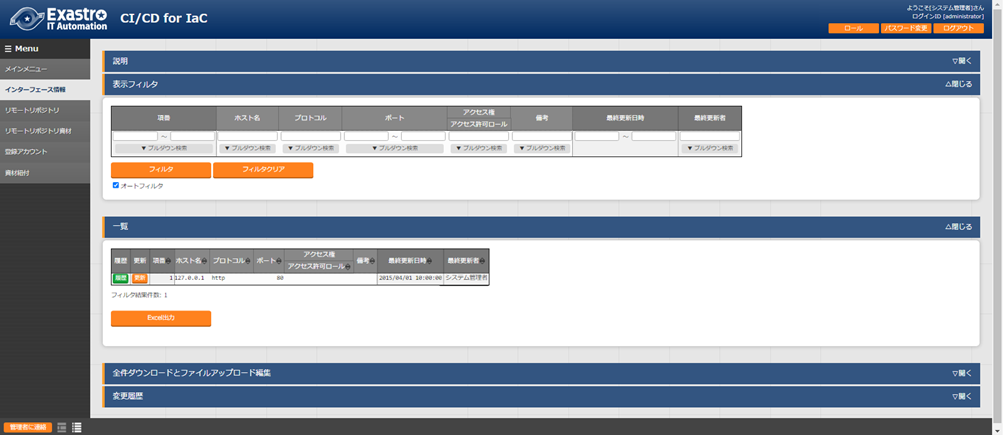 Exastro
IT Automation
CI/CD for IaC
ようこそ[システム管理者]さん
ログインID [administrator]
ロール
パスワード変更
ログアウト
Menu
メインメニュー
インターフェース情報
リモートリポジトリ
リモートリポジトリ資材
登録アカウント
資材紐付
説明
▽開く
表示フィルタ
△閉じる
項番 ホスト名 プロトコル ポート アクセス権 備考 最終更新日時 最終更新者
アクセス許可ロール
～ ～ ～
▼ プルダウン検索 ▼ プルダウン検索 ▼ プルダウン検索 ▼ プルダウン検索 ▼ プルダウン検索 ▼ プルダウン検索 ▼ プルダウン検索
フィルタ フィルタクリア
オートフィルタ
一覧
△閉じる
履歴 更新 項番 ホスト名 プロトコル ポート アクセス権 備考 最終更新日時 最終更新者
アクセス許可ロール
履歴 更新 1 127.0.0.1 http 80 2015/04/01 10:00:00 システム管理者
フィルタ結果件数: 1
Excel出力
全件ダウンロードとファイルアップロード編集
▽開く
変更履歴
▽開く
管理者に連絡